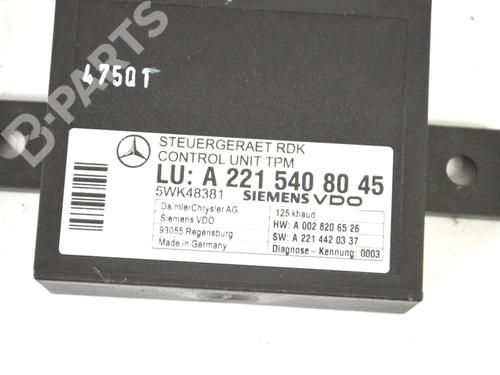 B-PARTS
475Q1
STEUERGERAET RDK
CONTROL UNIT TPM
LU: A 221 540 80 45
5WK48381 SIEMENS VDO
DaimlerChrysler AG
Siemens VDO
93055 Regensburg
Made in Germany
125 kbaud
HW: A 002 820 65 26
SW: A 221 442 03 37
Diagnose - Kennung: 0003